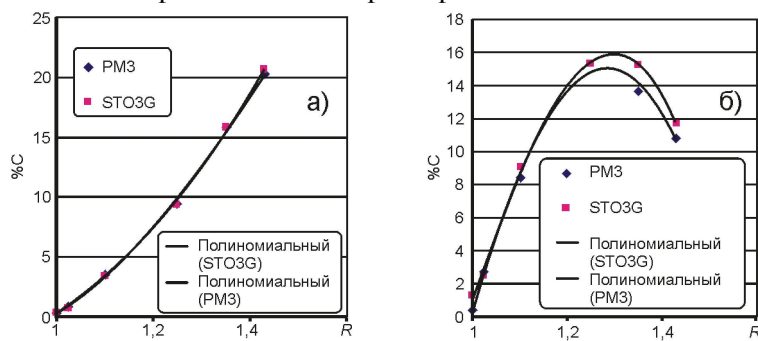 25
20
15
10
5
0
%C
PM3
STO3G
а)
Полиномиальный
(STO3G)
Полиномиальный
(PM3)
1 1,2 1,4 R
18
16
14
12
10
8
6
4
2
0
%C
б)
PM3
STO3G
Полиномиальный
(STO3G)
Полиномиальный
(PM3)
1 1,2 1,4 R